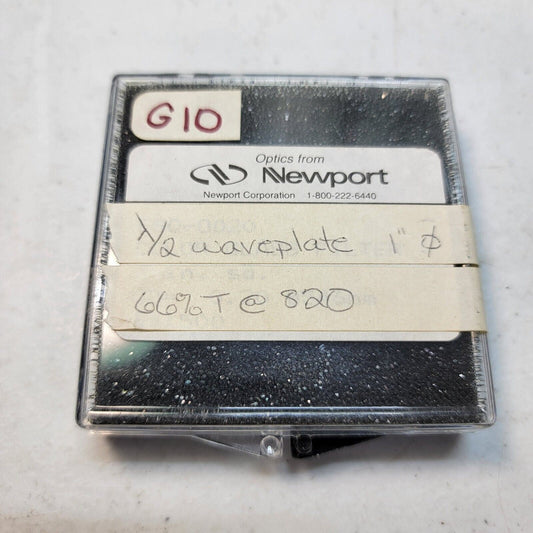 G10
Optics from
Newport
Newport Corporation 1-800-222-6440
λ/2 waveplate 1" ϕ
66% T @ 820